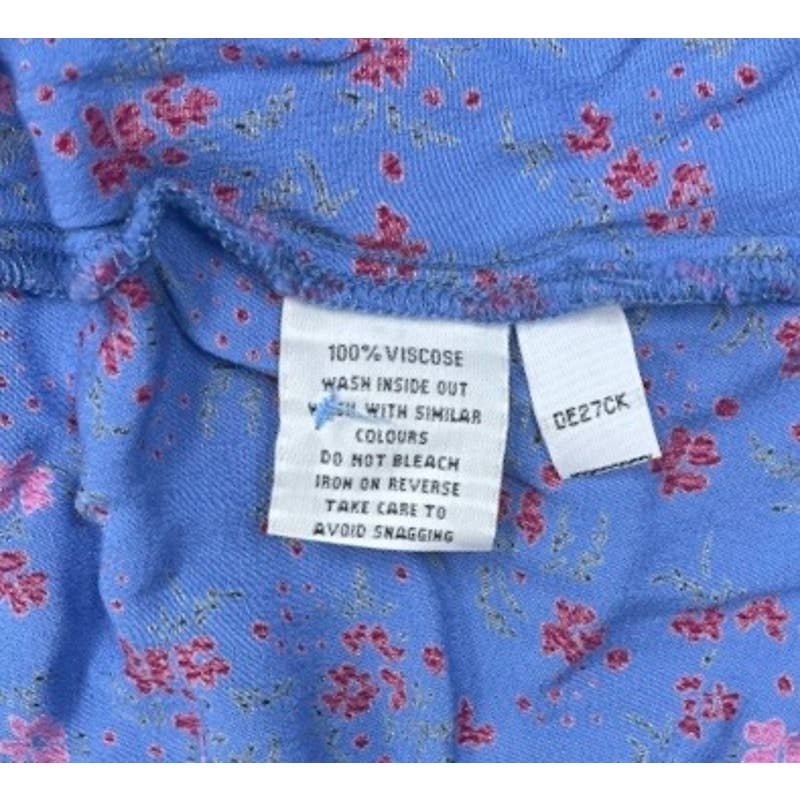 100% VISCOSE
WASH INSIDE OUT
WASH WITH SIMILAR
COLOURS
DO NOT BLEACH
IRON ON REVERSE
TAKE CARE TO
AVOID SNAGGING
DE27CK